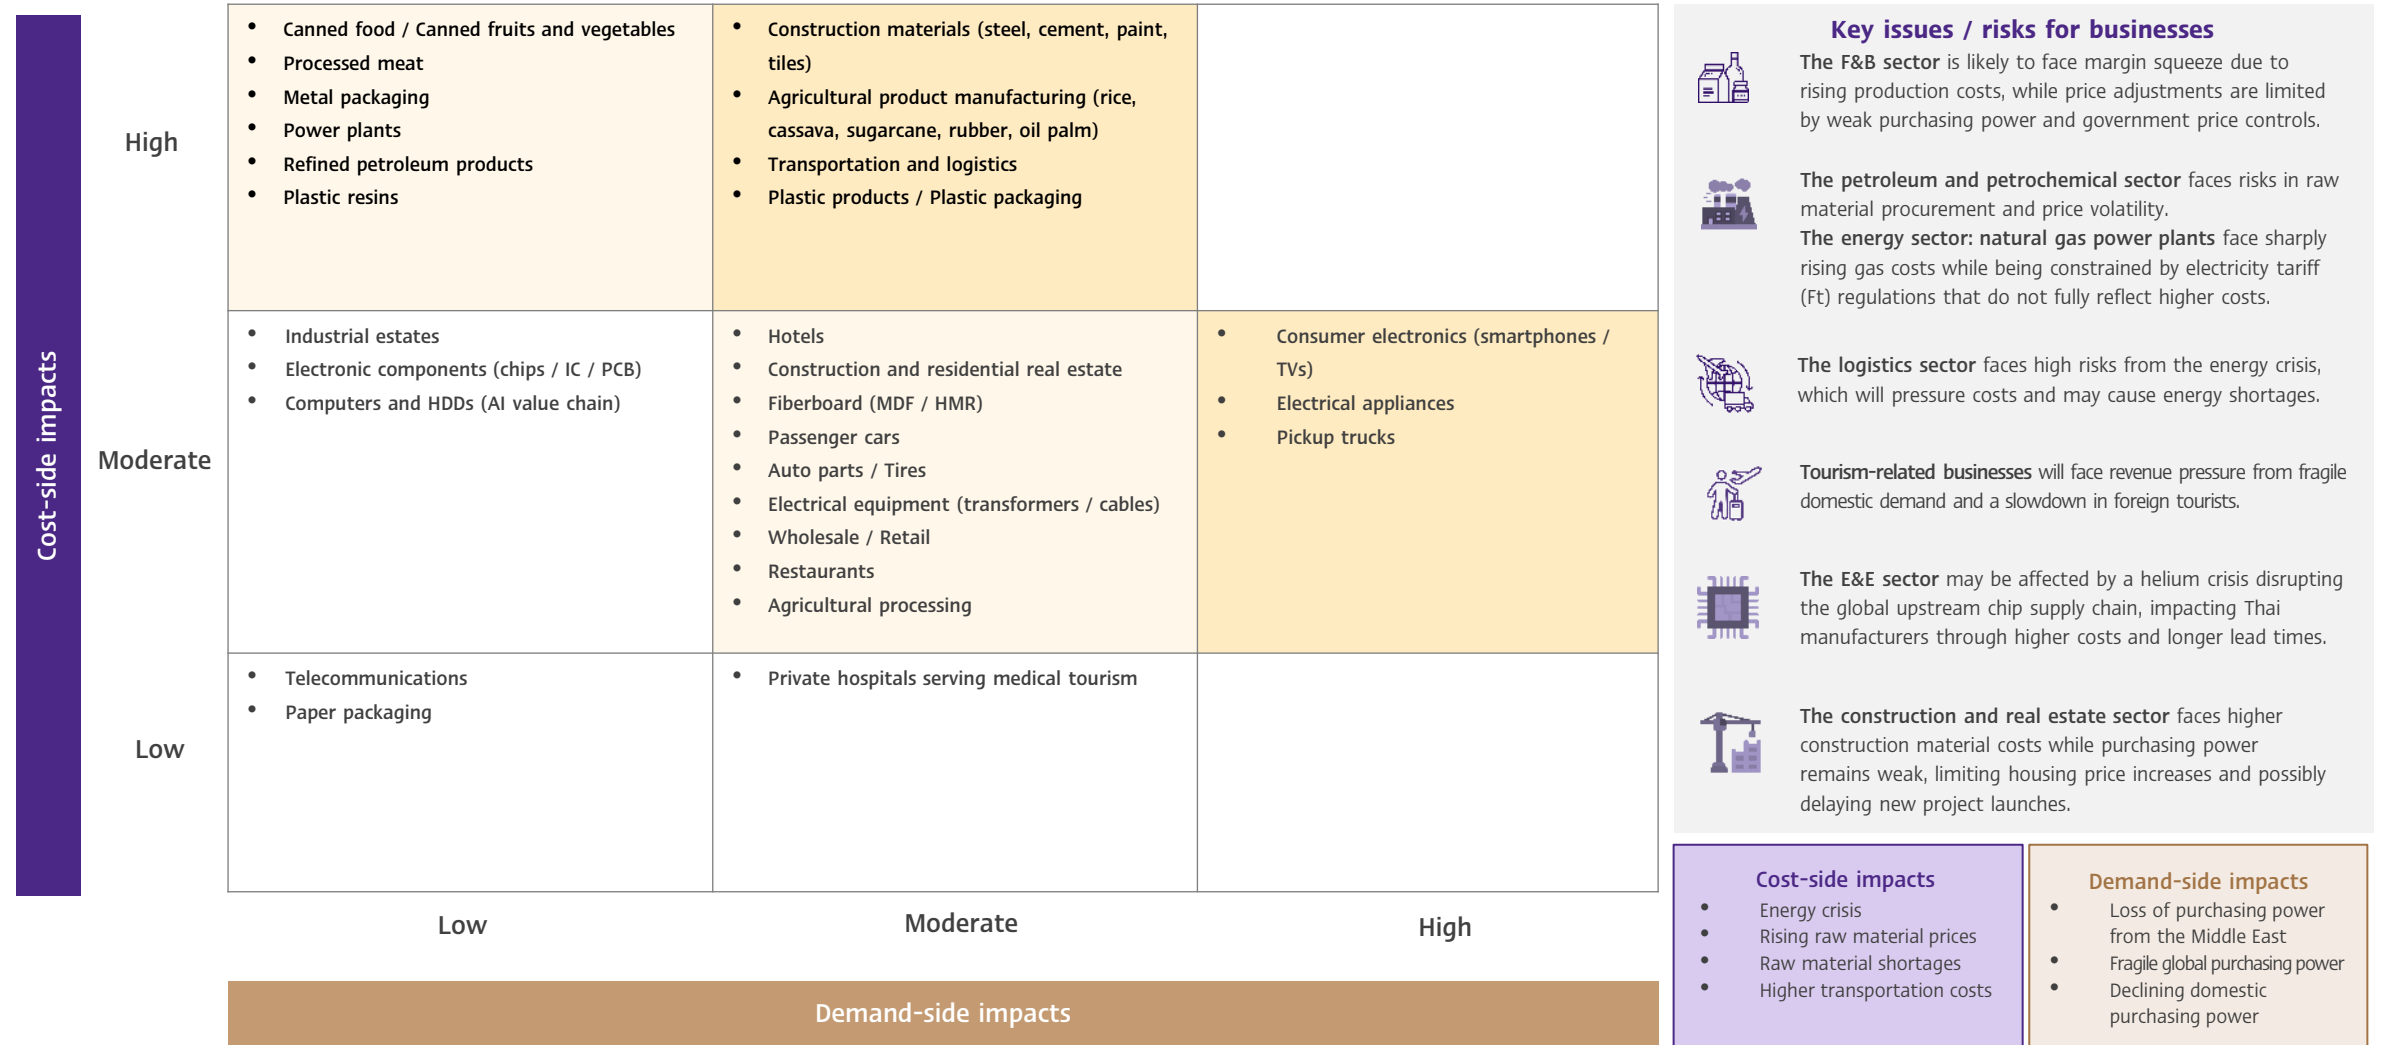 Cost-side impacts
High
• Canned food / Canned fruits and vegetables
• Processed meat
• Metal packaging
• Power plants
• Refined petroleum products
• Plastic resins
• Construction materials (steel, cement, paint,
tiles)
• Agricultural product manufacturing (rice,
cassava, sugarcane, rubber, oil palm)
• Transportation and logistics
• Plastic products / Plastic packaging
Moderate
• Industrial estates
• Electronic components (chips / IC / PCB)
• Computers and HDDs (AI value chain)
• Hotels
• Construction and residential real estate
• Fiberboard (MDF / HMR)
• Passenger cars
• Auto parts / Tires
• Electrical equipment (transformers / cables)
• Wholesale / Retail
• Restaurants
• Agricultural processing
• Consumer electronics (smartphones /
TVs)
• Electrical appliances
• Pickup trucks
Low
• Telecommunications
• Paper packaging
• Private hospitals serving medical tourism
Low
Moderate
High
Demand-side impacts
Key issues / risks for businesses
The F&B sector is likely to face margin squeeze due to
rising production costs, while price adjustments are limited
by weak purchasing power and government price controls.
The petroleum and petrochemical sector faces risks in raw
material procurement and price volatility.
The energy sector: natural gas power plants face sharply
rising gas costs while being constrained by electricity tariff
(Ft) regulations that do not fully reflect higher costs.
The logistics sector faces high risks from the energy crisis,
which will pressure costs and may cause energy shortages.
Tourism-related businesses will face revenue pressure from fragile
domestic demand and a slowdown in foreign tourists.
The E&E sector may be affected by a helium crisis disrupting
the global upstream chip supply chain, impacting Thai
manufacturers through higher costs and longer lead times.
The construction and real estate sector faces higher
construction material costs while purchasing power
remains weak, limiting housing price increases and possibly
delaying new project launches.
Cost-side impacts
• Energy crisis
• Rising raw material prices
• Raw material shortages
• Higher transportation costs
Demand-side impacts
• Loss of purchasing power
from the Middle East
• Fragile global purchasing power
• Declining domestic
purchasing power